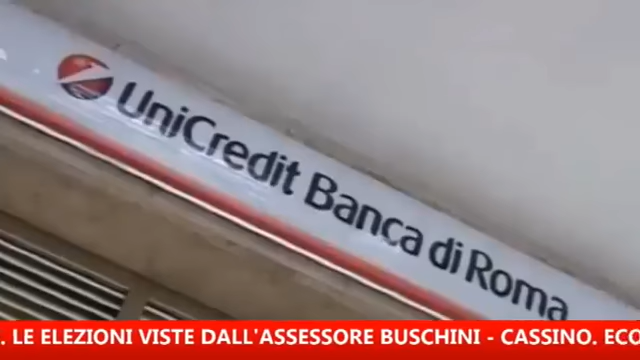 UniCredit Banca di Roma
. LE ELEZIONI VISTE DALL'ASSESSORE BUSCHINI - CASSINO. ECO